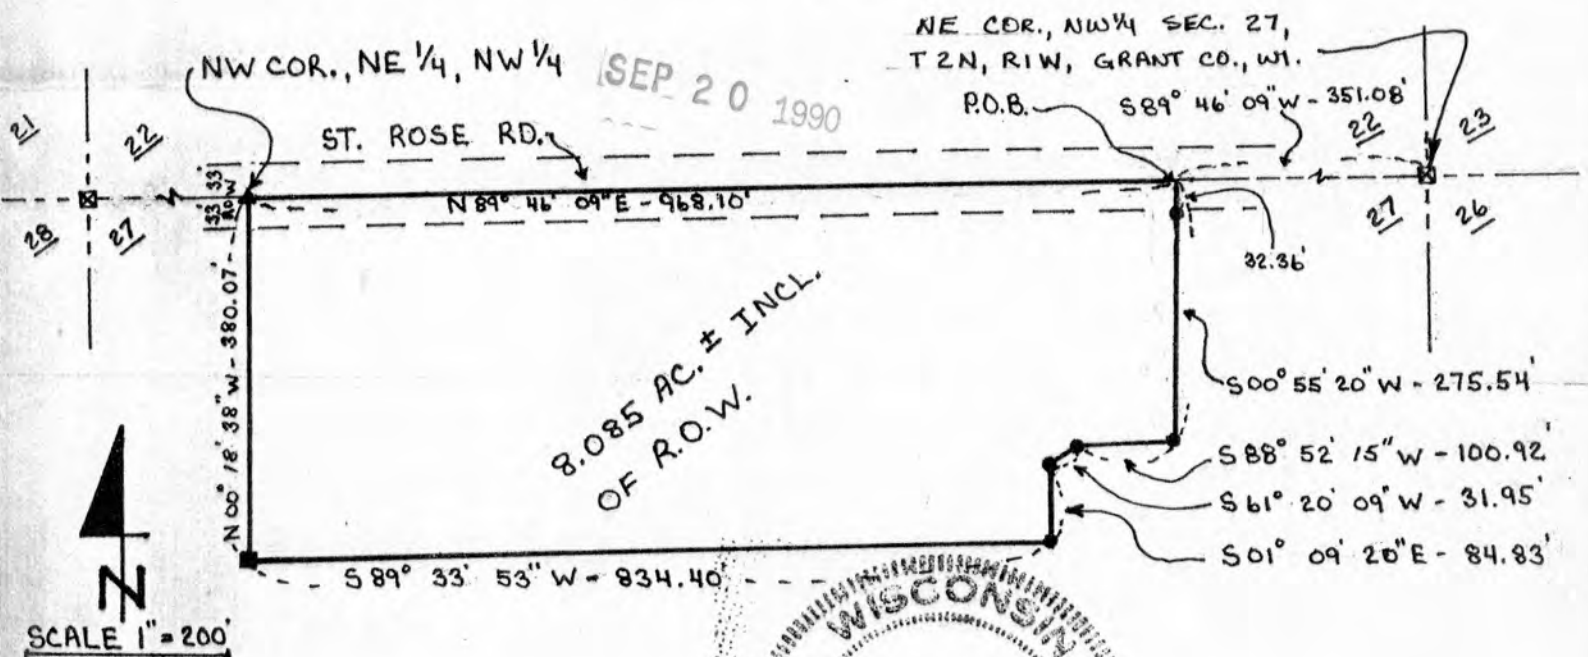 NE COR., NW¼ SEC. 27,
T2N, R1W, GRANT CO., WI.
NW COR., NE ¼, NW ¼
SEP 20 1990
P.O.B.
S89° 46' 09"W - 351.08'
21
22
22
23
ST. ROSE RD.
33' 33'
R.O.W.
N 89° 46' 09"E - 968.10'
28
27
27
26
32.36'
N 00° 18' 38" W - 380.07'
8.085 AC. ± INCL.
OF R.O.W.
S00° 55' 20" W - 275.54'
S 88° 52' 15" W - 100.92'
S 61° 20' 09" W - 31.95'
S01° 09' 20"E - 84.83'
S 89° 33' 53" W - 834.40'
N
SCALE 1" = 200'
WISCONSIN